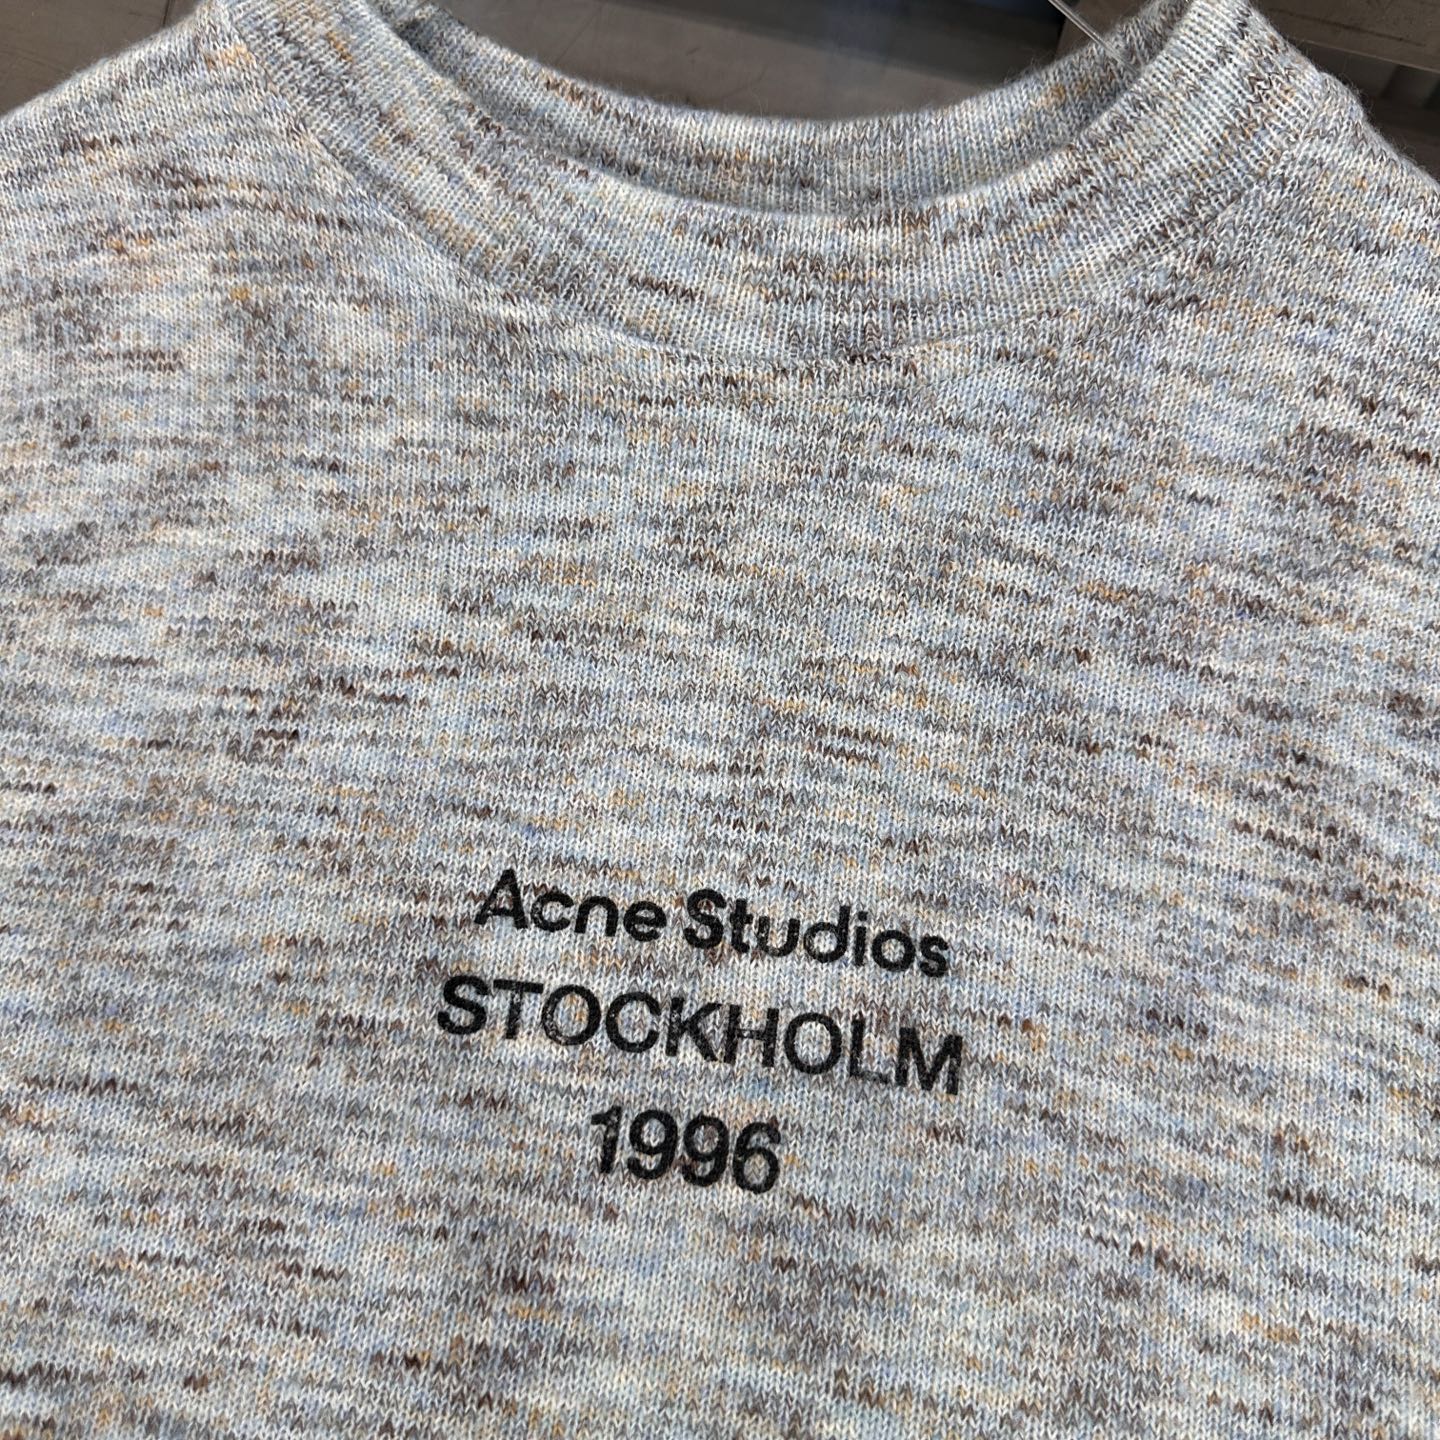 Acne Studios
STOCKHOLM
1996